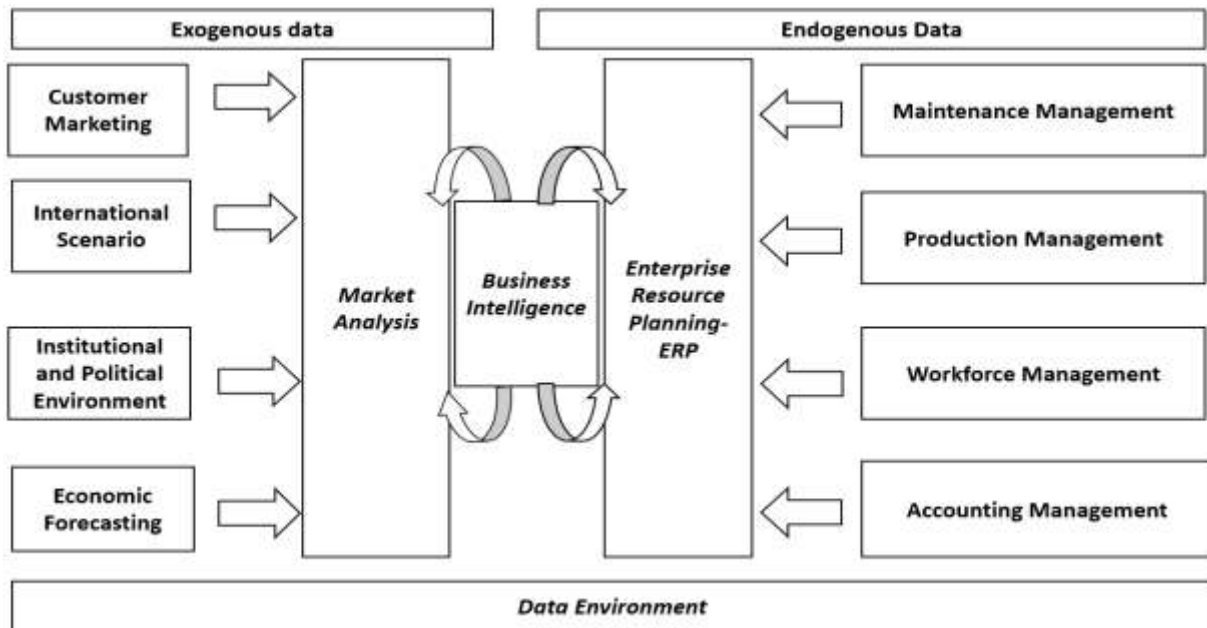 Exogenous data
Endogenous Data
Customer
Marketing
International
Scenario
Institutional
and Political
Environment
Economic
Forecasting
Market
Analysis
Business
Intelligence
Enterprise
Resource
Planning-
ERP
Maintenance Management
Production Management
Workforce Management
Accounting Management
Data Environment